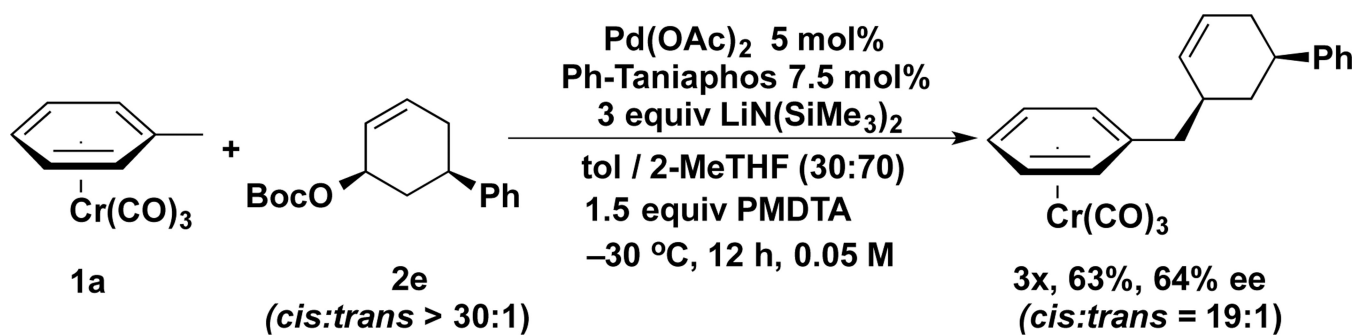 Pd(OAc)₂ 5 mol%
Ph-Taniaphos 7.5 mol%
3 equiv LiN(SiMe₃)₂
tol / 2-MeTHF (30:70)
1.5 equiv PMDTA
–30 ºC, 12 h, 0.05 M
Cr(CO)₃
1a
+
BocO
Ph
2e
(cis:trans > 30:1)
Ph
Cr(CO)₃
3x, 63%, 64% ee
(cis:trans = 19:1)